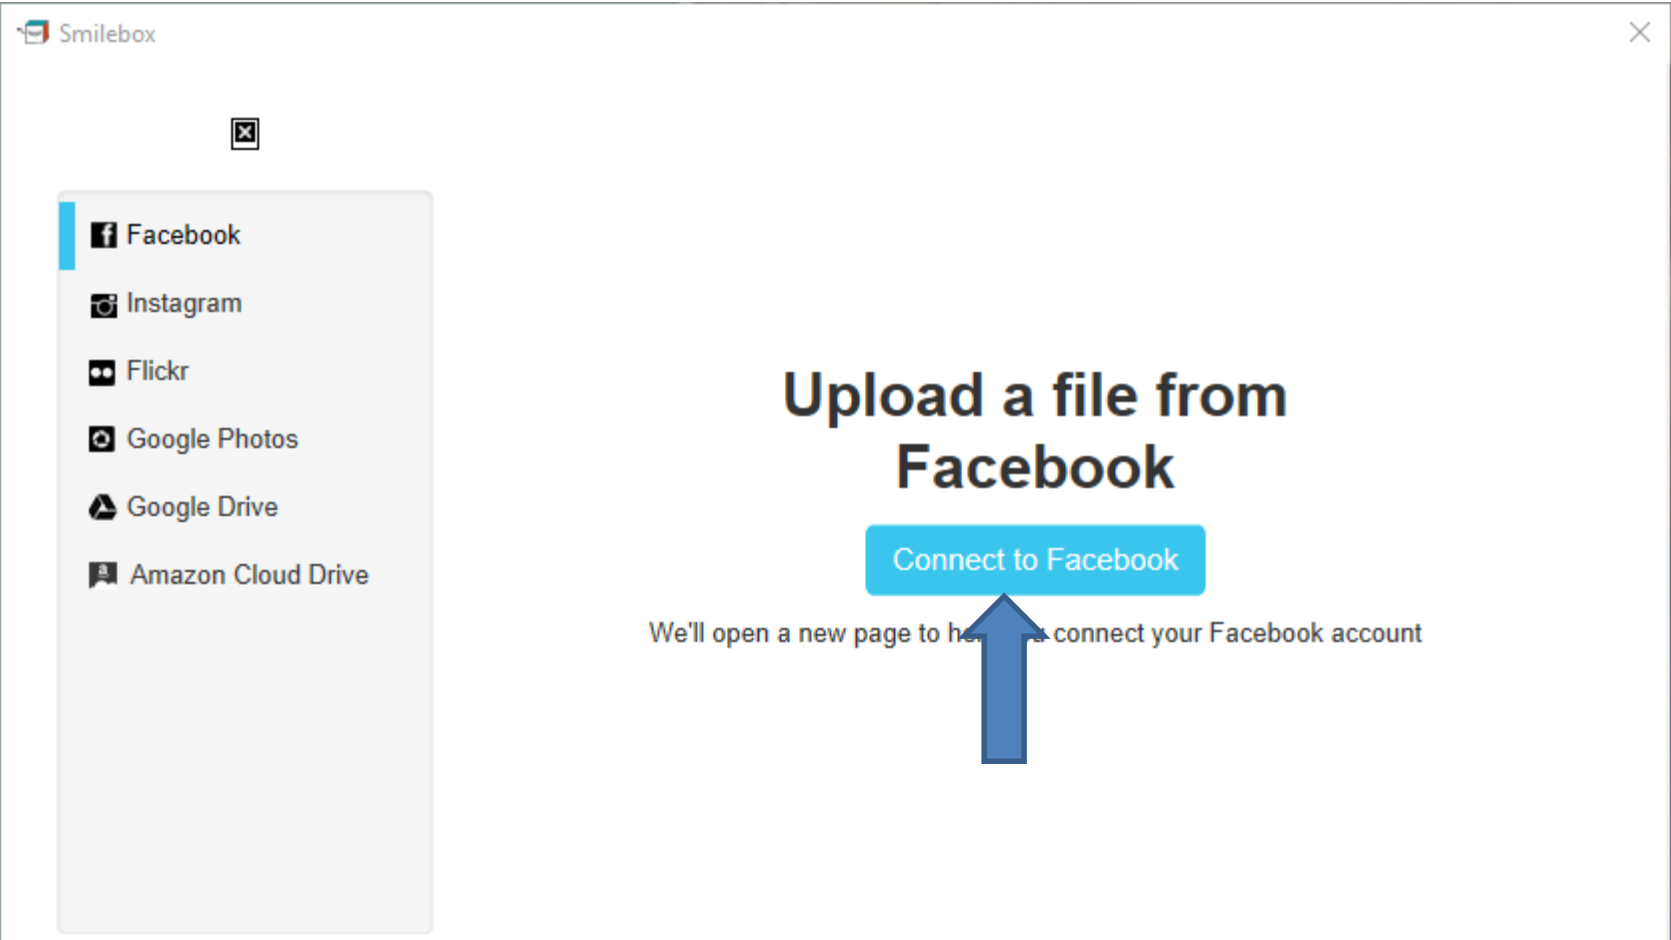 Smilebox
Facebook
Instagram
Flickr
Google Photos
Google Drive
Amazon Cloud Drive
Upload a file from
Facebook
Connect to Facebook
We'll open a new page to connect your Facebook account